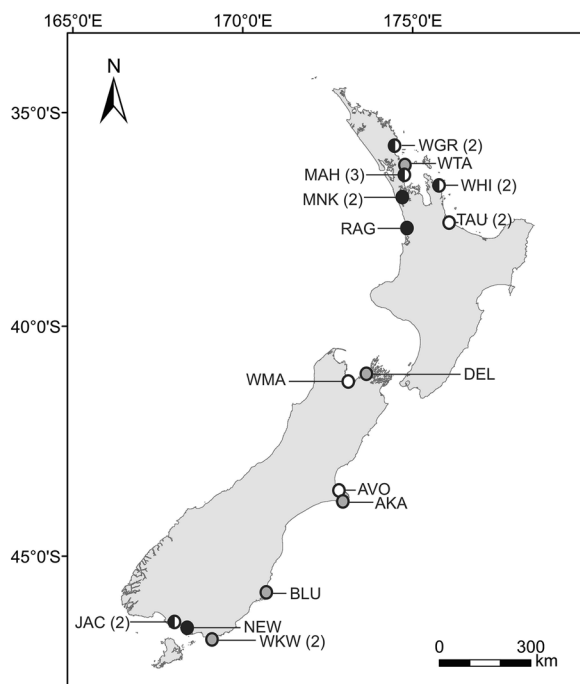 165°0'E 170°0'E 175°0'E
N
35°0'S
WGR (2)
WTA
MAH (3)
WHI (2)
MNK (2)
TAU (2)
RAG
40°0'S
DEL
WMA
AVO
AKA
45°0'S
BLU
JAC (2)
NEW
WKW (2)
0 300
km